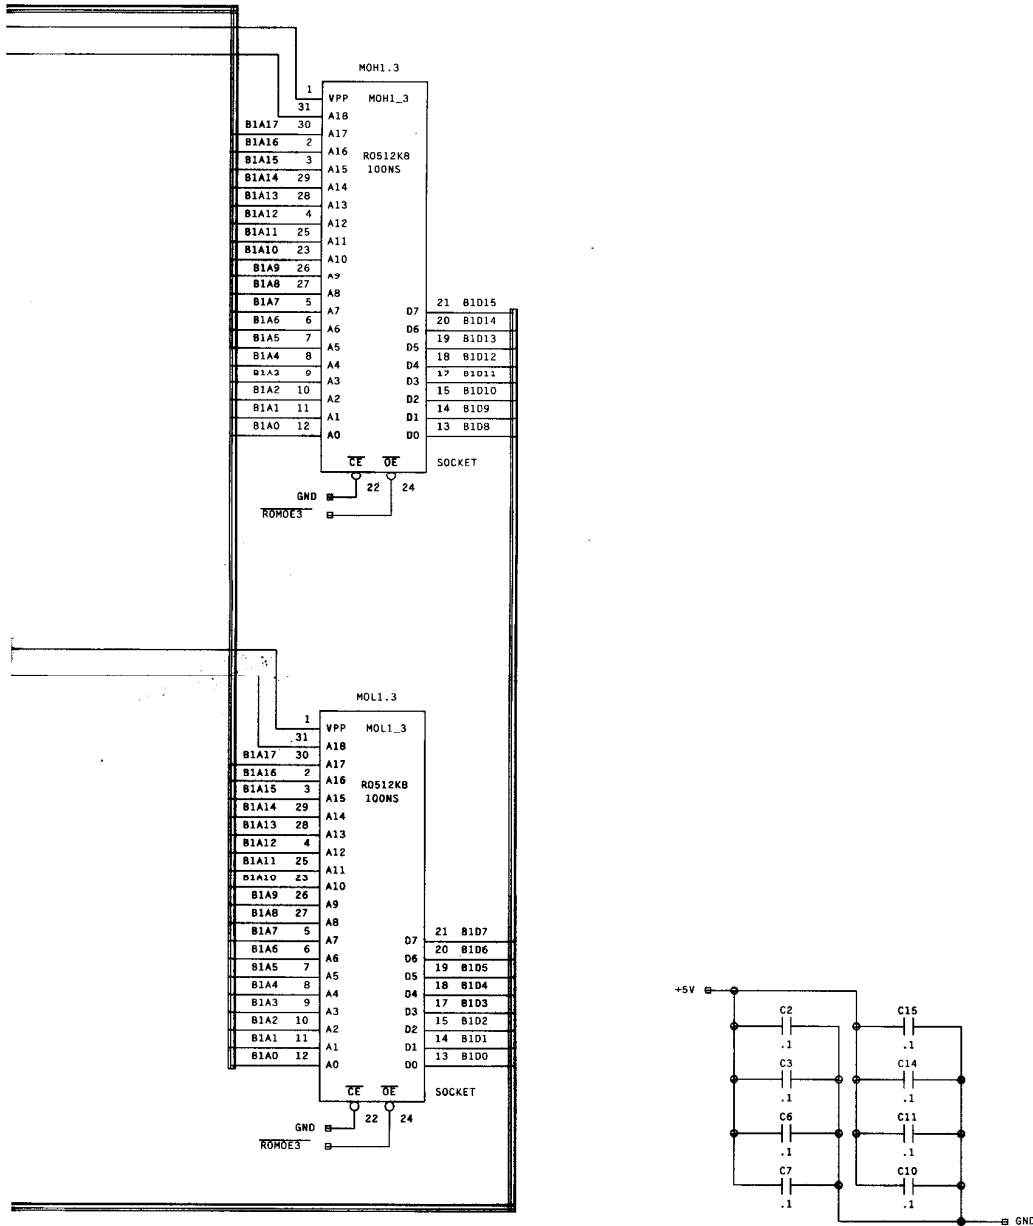 MOH1.3
1 VPP MOH1_3
31 A18
B1A17 30 A17
B1A16 2 A16
R0512K8
B1A15 3 A15
100NS
B1A14 29 A14
B1A13 28 A13
B1A12 4 A12
B1A11 25 A11
B1A10 23 A10
B1A9 26 A9
B1A8 27 A8
B1A7 5 A7 D7 21 B1D15
B1A6 6 A6 D6 20 B1D14
B1A5 7 A5 D5 19 B1D13
B1A4 8 A4 D4 18 B1D12
B1A3 9 A3 D3 17 B1D11
B1A2 10 A2 D2 15 B1D10
B1A1 11 A1 D1 14 B1D9
B1A0 12 A0 D0 13 B1D8
CE OE SOCKET
GND 22 24
ROMOE3
MOL1.3
1 VPP MOL1_3
31 A18
B1A17 30 A17
B1A16 2 A16
R0512K8
B1A15 3 A15
100NS
B1A14 29 A14
B1A13 28 A13
B1A12 4 A12
B1A11 25 A11
B1A10 23 A10
B1A9 26 A9
B1A8 27 A8
B1A7 5 A7 D7 21 B1D7
B1A6 6 A6 D6 20 B1D6
B1A5 7 A5 D5 19 B1D5
B1A4 8 A4 D4 18 B1D4
B1A3 9 A3 D3 17 B1D3
B1A2 10 A2 D2 15 B1D2
B1A1 11 A1 D1 14 B1D1
B1A0 12 A0 D0 13 B1D0
CE OE SOCKET
GND 22 24
ROMOE3
+5V
C2 C15
.1 .1
C3 C14
.1 .1
C6 C11
.1 .1
C7 C10
.1 .1
GND